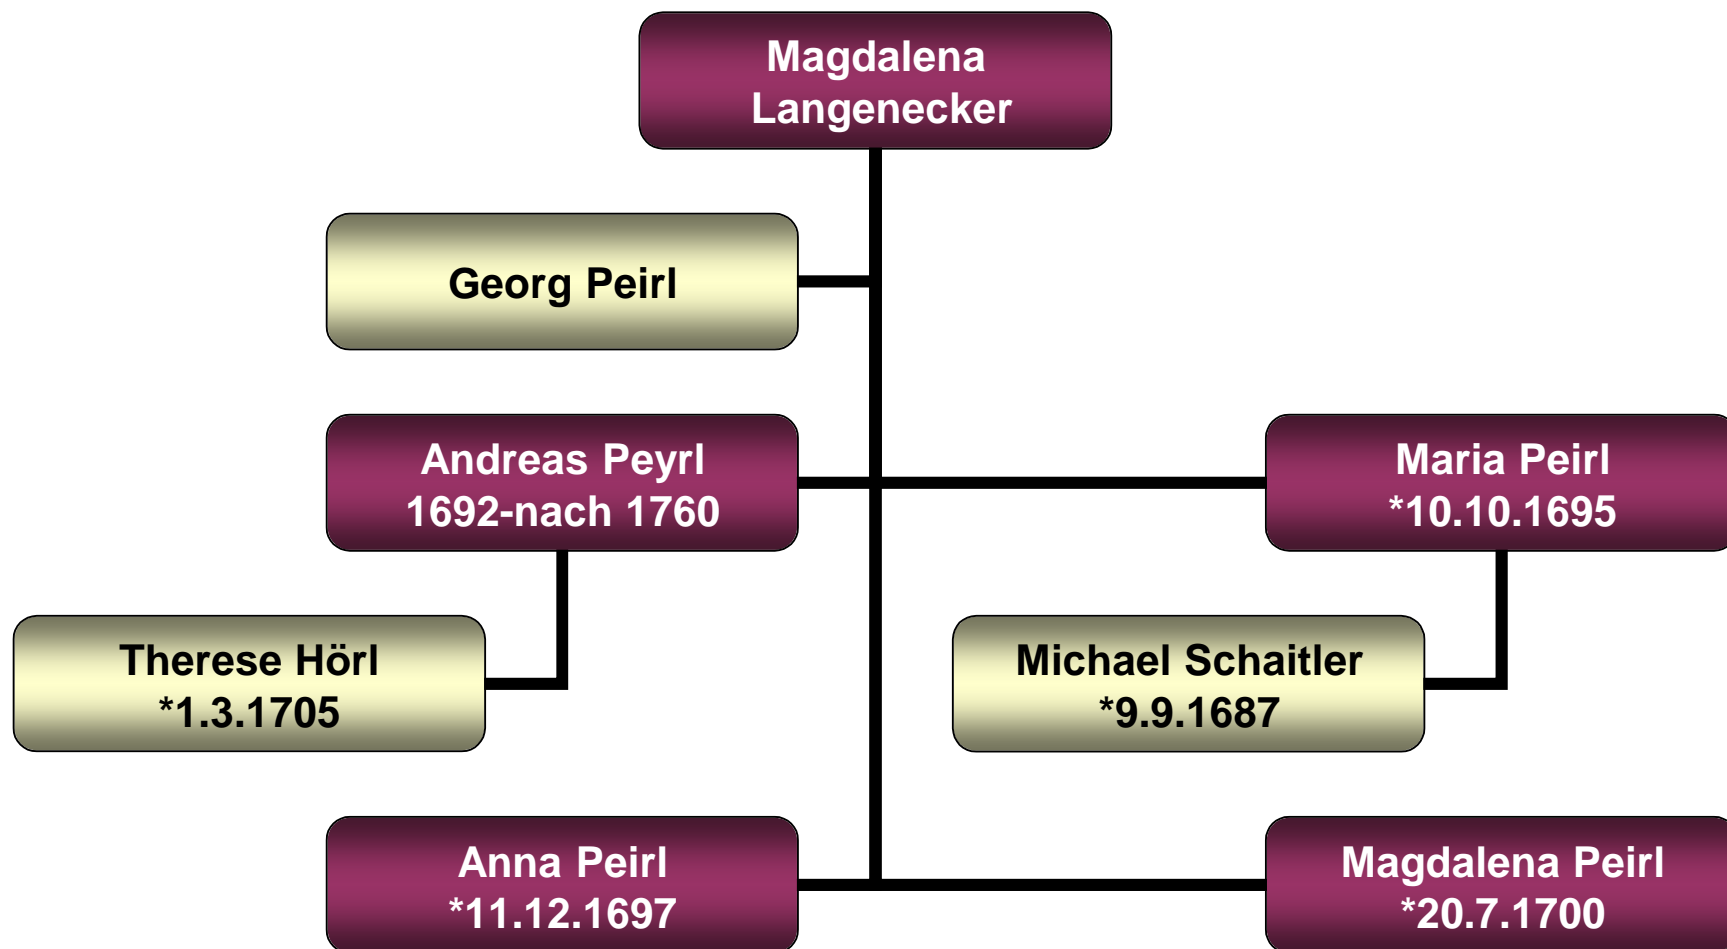 Magdalena
Langenecker
Georg Peirl
Andreas Peyrl
1692-nach 1760
Maria Peirl
*10.10.1695
Therese Hörl
*1.3.1705
Michael Schaitler
*9.9.1687
Anna Peirl
*11.12.1697
Magdalena Peirl
*20.7.1700